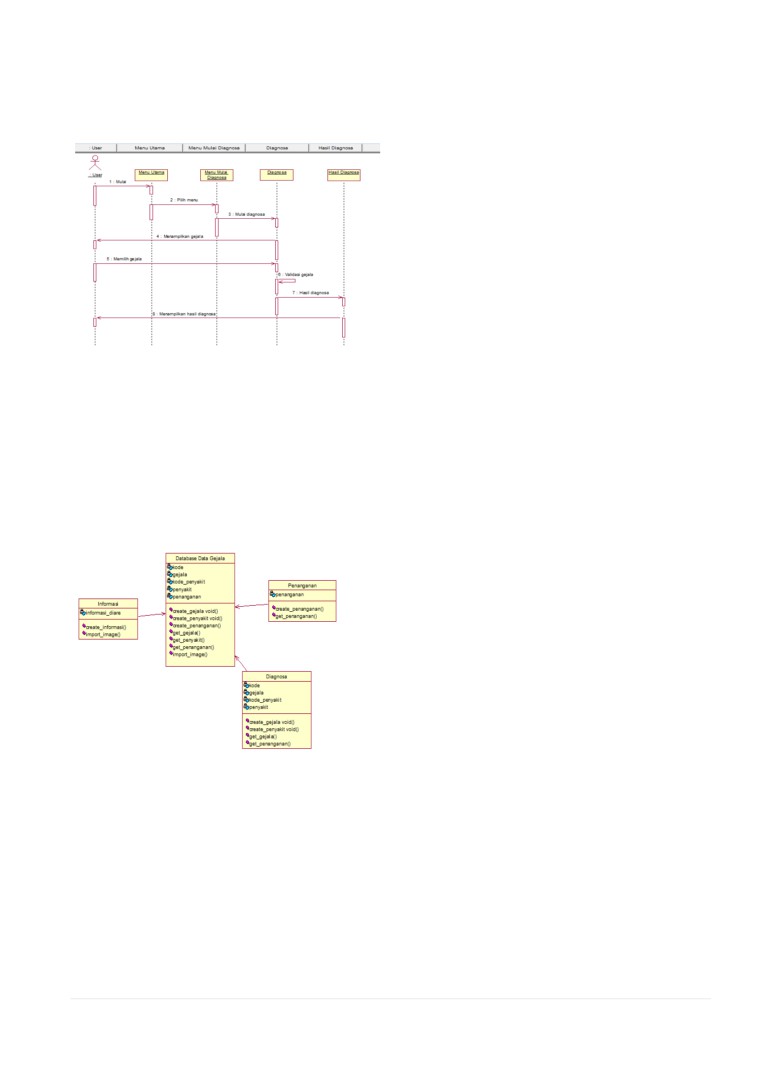 : User Menu Utama Menu Mulai Diagnosa Diagnosa Hasil Diagnosa
: User
Menu Utama
Menu Mulai
Diagnosa
Diagnosa
Hasil Diagnosa
1 : Mulai
2 : Pilih menu
3 : Mulai diagnosa
4 : Menampilkan gejala
5 : Memilih gejala
6 : Validasi gejala
7 : Hasil diagnosa
8 : Menampilkan hasil diagnosa
Database Data Gejala
kode
gejala
kode_penyakit
penyakit
penanganan
create_gejala void()
create_penyakit void()
create_penanganan()
get_gejala()
get_penyakit()
get_penanganan()
import_image()
Informasi
informasi_diare
create_informasi()
import_image()
Penanganan
penanganan
create_penanganan()
get_penanganan()
Diagnosa
kode
gejala
kode_penyakit
penyakit
create_gejala void()
create_penyakit void()
get_gejala()
get_penanganan()